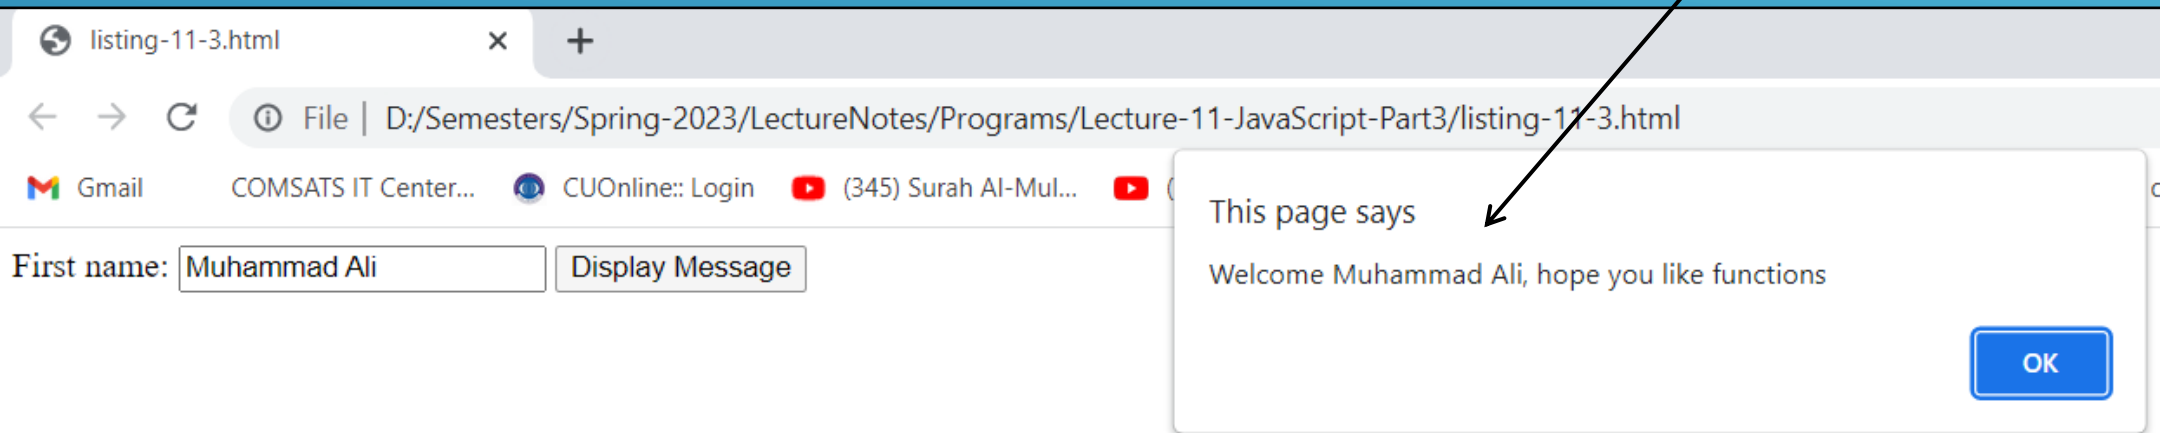 listing-11-3.html
File | D:/Semesters/Spring-2023/LectureNotes/Programs/Lecture-11-JavaScript-Part3/listing-11-3.html
Gmail COMSATS IT Center... CUOnline:: Login (345) Surah Al-Mul... (
This page says
First name: Muhammad Ali Display Message
Welcome Muhammad Ali, hope you like functions
OK